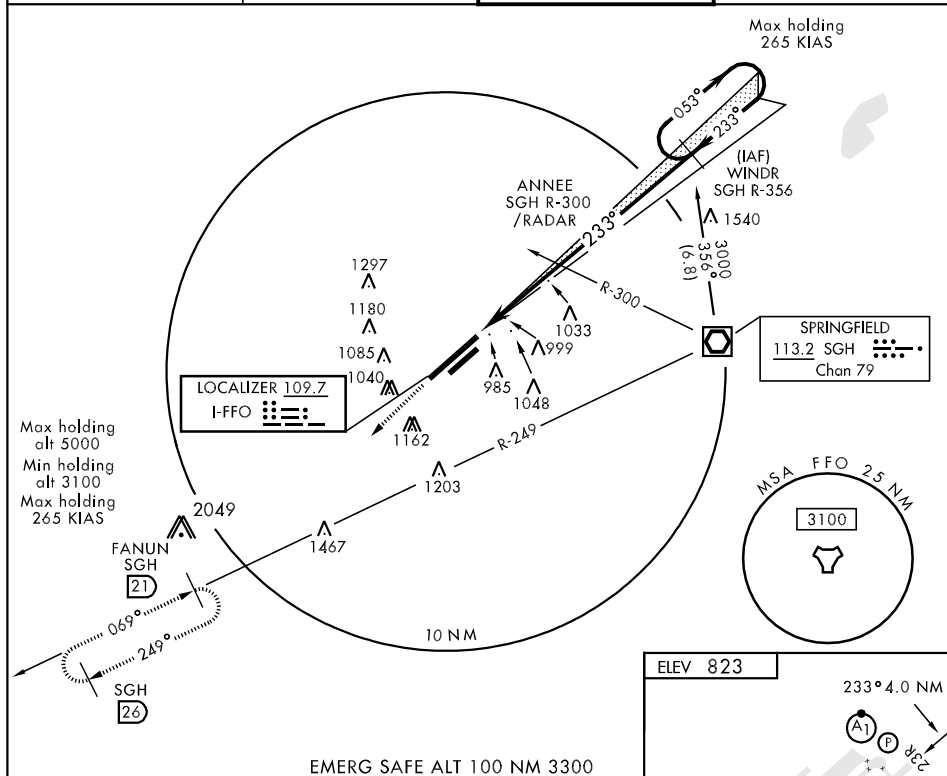 Max holding
265 KIAS
053°
233°
(IAF)
WINDR
SGH R-356
ANNEE
SGH R-300
/RADAR
233°
1540
3000
356°
(6.8)
1297
1180
1085
1040
R-300
1033
999
985
1048
SPRINGFIELD
113.2 SGH
Chan 79
LOCALIZER 109.7
I-FFO
1162
R-249
1203
Max holding
alt 5000
Min holding
alt 3100
Max holding
265 KIAS
2049
1467
FANUN
SGH
21
069°
249°
SGH
26
10 NM
MSA FFO 25 NM
3100
ELEV 823
233° 4.0 NM
A1
P
23R
EMERG SAFE ALT 100 NM 3300